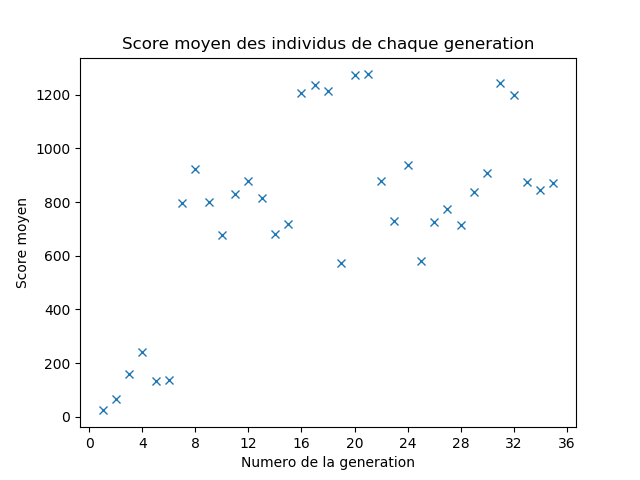 Score moyen des individus de chaque generation
1200
1000
800
600
400
200
0
Score moyen
0 4 8 12 16 20 24 28 32 36
Numero de la generation